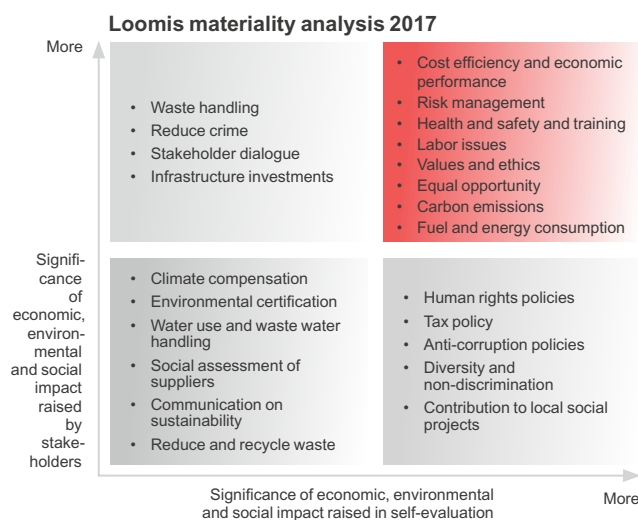 Loomis materiality analysis 2017
More
• Waste handling
• Reduce crime
• Stakeholder dialogue
• Infrastructure investments
• Cost efficiency and economic
performance
• Risk management
• Health and safety and training
• Labor issues
• Values and ethics
• Equal opportunity
• Carbon emissions
• Fuel and energy consumption
Signifi-
cance
of
economic,
environ-
mental
and social
impact
raised
by
stake-
holders
• Climate compensation
• Environmental certification
• Water use and waste water
handling
• Social assessment of
suppliers
• Communication on
sustainability
• Reduce and recycle waste
• Human rights policies
• Tax policy
• Anti-corruption policies
• Diversity and
non-discrimination
• Contribution to local social
projects
Significance of economic, environmental
and social impact raised in self-evaluation
More